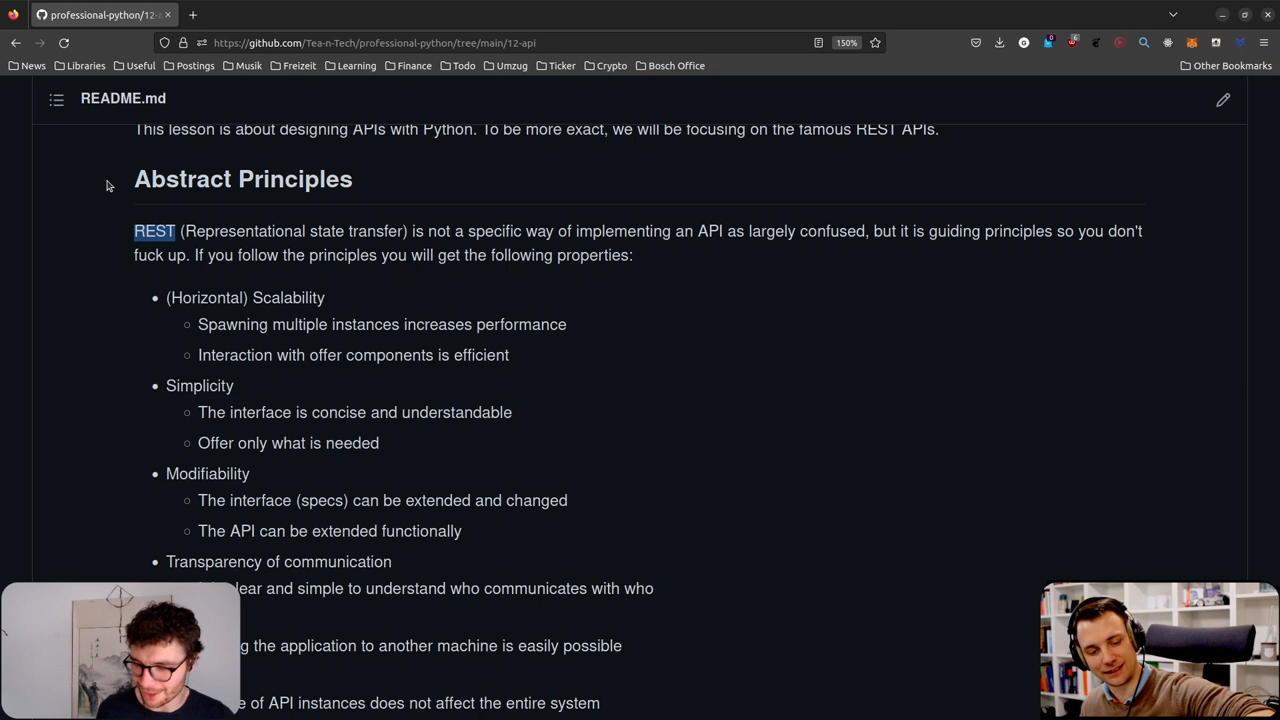 professional-python/12-a
https://github.com/Tea-n-Tech/professional-python/tree/main/12-api
150%
0
6
News
Libraries
Useful
Postings
Musik
Freizeit
Learning
Finance
Todo
Umzug
Ticker
Crypto
Bosch Office
Other Bookmarks
README.md
This lesson is about designing APIs with Python. To be more exact, we will be focusing on the famous REST APIs.
Abstract Principles
REST (Representational state transfer) is not a specific way of implementing an API as largely confused, but it is guiding principles so you don't
fuck up. If you follow the principles you will get the following properties:
(Horizontal) Scalability
Spawning multiple instances increases performance
Interaction with offer components is efficient
Simplicity
The interface is concise and understandable
Offer only what is needed
Modifiability
The interface (specs) can be extended and changed
The API can be extended functionally
Transparency of communication
clear and simple to understand who communicates with who
the application to another machine is easily possible
of API instances does not affect the entire system